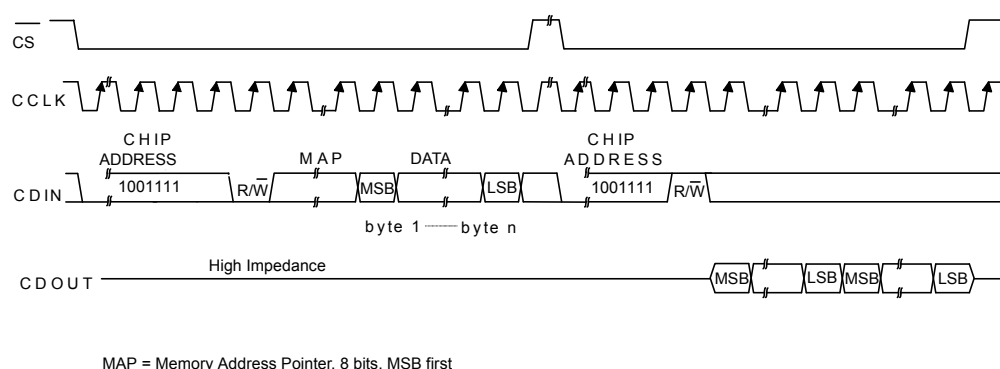 CS
CCLK
CHIP
ADDRESS
MAP
DATA
CHIP
ADDRESS
CDIN
1001111
R/W
MSB
LSB
1001111
R/W
byte 1
byte n
High Impedance
CDOUT
MSB
LSB
MSB
LSB
MAP = Memory Address Pointer, 8 bits, MSB first